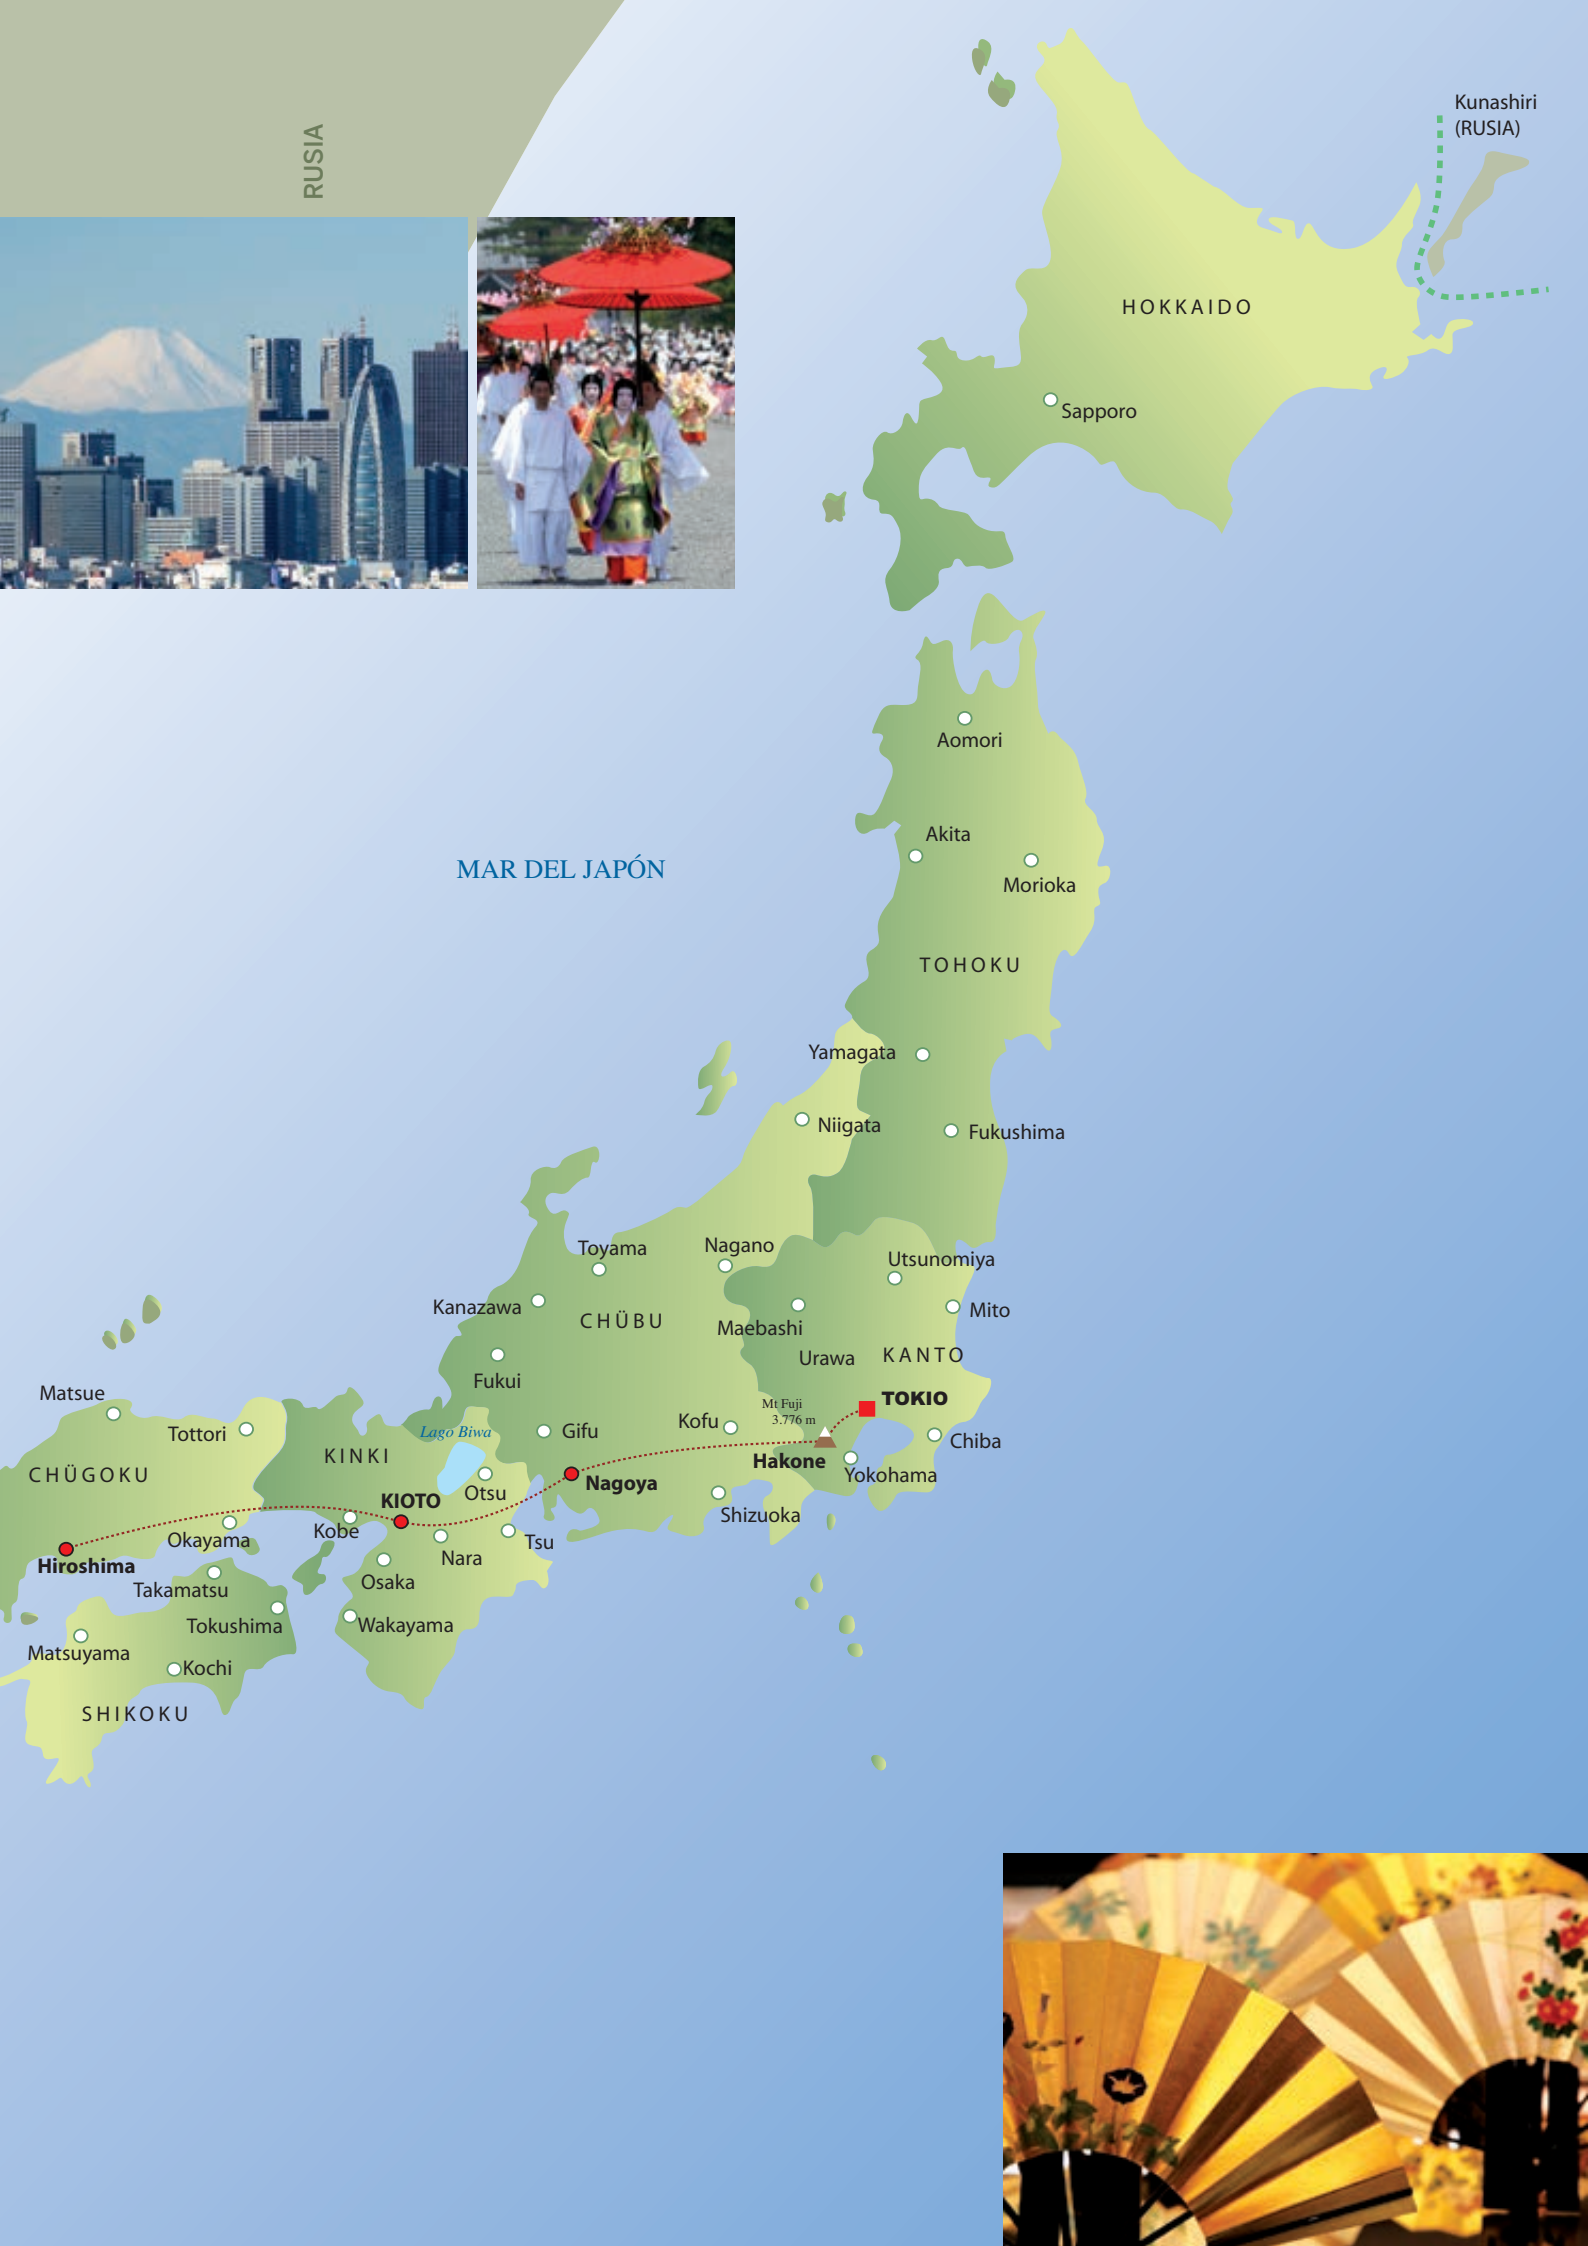 RUSIA
Kunashiri
(RUSIA)
HOKKAIDO
Sapporo
Aomori
Akita
Morioka
MAR DEL JAPÓN
TOHOKU
Yamagata
Niigata
Fukushima
Toyama
Nagano
Utsunomiya
Kanazawa
CHÜBU
Maebashi
Mito
Urawa
KANTO
Fukui
Matsue
Mt Fuji
3.776 m
TOKIO
Tottori
Lago Biwa
Gifu
Kofu
Chiba
KINKI
CHÜGOKU
Hakone
Yokohama
Nagoya
Otsu
KIOTO
Shizuoka
Kobe
Okayama
Tsu
Nara
Hiroshima
Osaka
Takamatsu
Tokushima
Wakayama
Matsuyama
Kochi
SHIKOKU